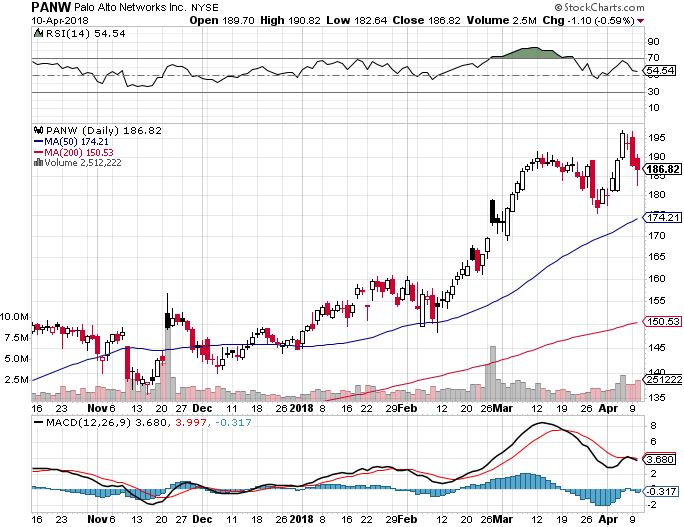 PANW Palo Alto Networks Inc. NYSE © StockCharts.com
10-Apr-2018 Open 189.70 High 190.82 Low 182.64 Close 186.82 Volume 2.5M Chg -1.10 (-0.59%)
RSI(14) 54.54
90
70
54.54
50
30
10
PANW (Daily) 186.82
MA(50) 174.21
MA(200) 150.53
Volume 2,512,222
195
190
186.82
185
180
174.21
170
165
160
155
150.53
145
140
135
10.0M
7.5M
5.0M
2.5M
2512222
16 23 Nov 6 13 20 27 Dec 11 18 26 2018 8 16 22 Feb 12 20 26 Mar 12 19 26 Apr 9
MACD(12,26,9) 3.680, 3.997, -0.317
8
6
3.680
2
-0.317
-2
16 23 Nov 6 13 20 27 Dec 11 18 26 2018 8 16 22 Feb 12 20 26 Mar 12 19 26 Apr 9